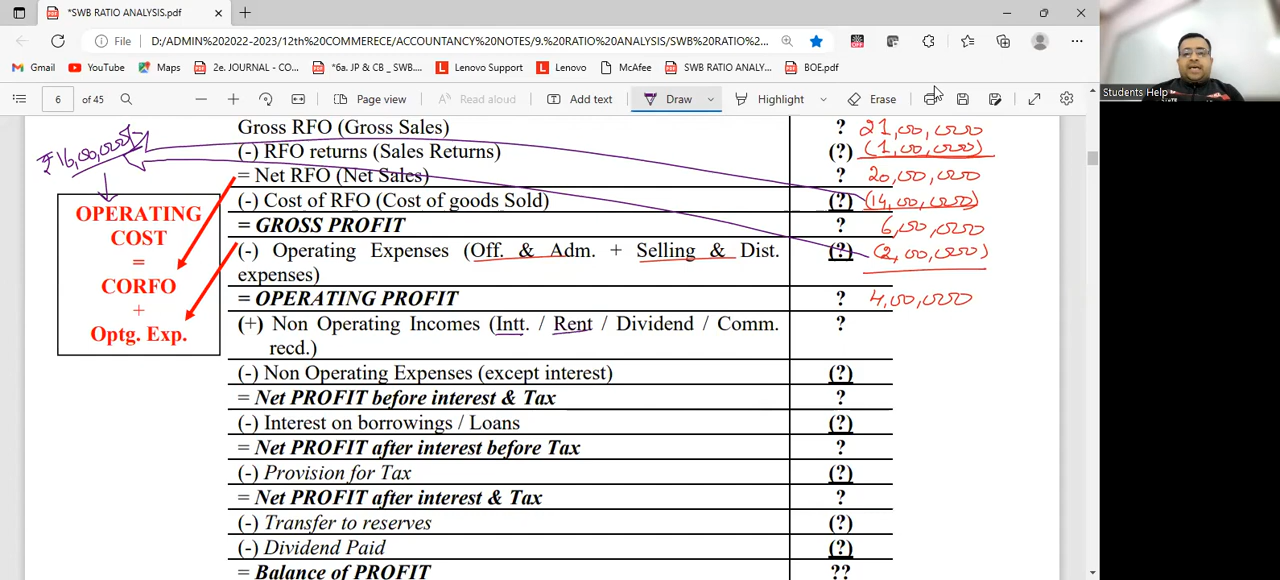 *SWB RATIO ANALYSIS.pdf
File D:/ADMIN%202022-2023/12th%20COMMERECE/ACCOUNTANCY%20NOTES/9.%20RATIO%20ANALYSIS/SWB%20RATIO%...
Gmail YouTube Maps 2e. JOURNAL - CO... *6a. JP & CB _ SWB.... Lenovo Support Lenovo McAfee SWB RATIO ANALY... BOE.pdf
6 of 45 Page view Read aloud Add text Draw Highlight Erase
Students Help
Gross RFO (Gross Sales) ? 21,00,000
(-) RFO returns (Sales Returns) (?) (1,00,000)
= Net RFO (Net Sales) ? 20,00,000
(-) Cost of RFO (Cost of goods Sold) (?) (14,00,000)
= GROSS PROFIT ? 6,00,000
(-) Operating Expenses (Off. & Adm. + Selling & Dist. expenses) (?) (2,00,000)
= OPERATING PROFIT ? 4,00,000
(+) Non Operating Incomes (Intt. / Rent / Dividend / Comm. recd.) ?
(-) Non Operating Expenses (except interest) (?)
= Net PROFIT before interest & Tax ?
(-) Interest on borrowings / Loans (?)
= Net PROFIT after interest before Tax ?
(-) Provision for Tax (?)
= Net PROFIT after interest & Tax ?
(-) Transfer to reserves (?)
(-) Dividend Paid (?)
= Balance of PROFIT ??
₹16,00,000/-
OPERATING
COST
=
CORFO
+
Optg. Exp.